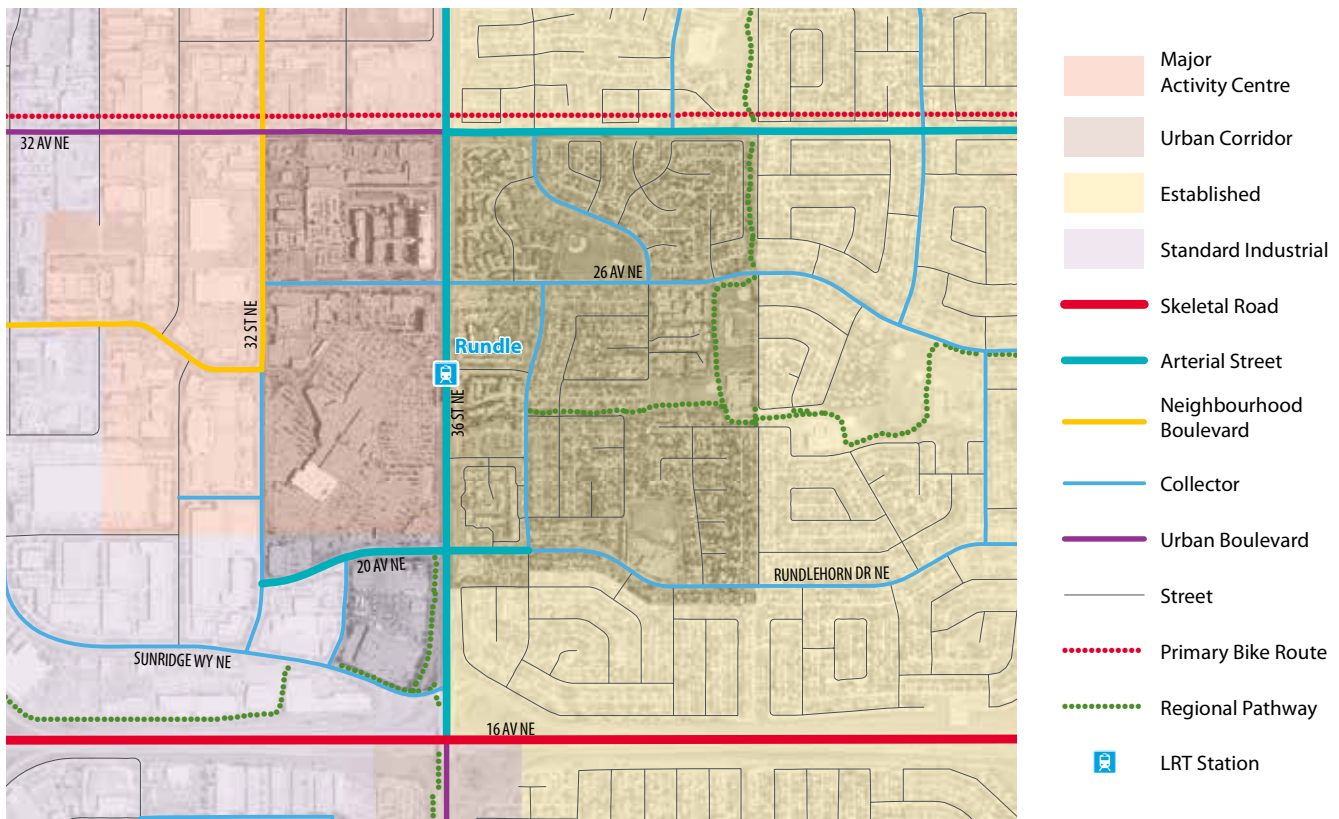 32 AV NE
26 AV NE
32 ST NE
Rundle
36 ST NE
20 AV NE
RUNDLEHORN DR NE
SUNRIDGE WY NE
16 AV NE
Major
Activity Centre
Urban Corridor
Established
Standard Industrial
Skeletal Road
Arterial Street
Neighbourhood
Boulevard
Collector
Urban Boulevard
Street
Primary Bike Route
Regional Pathway
LRT Station